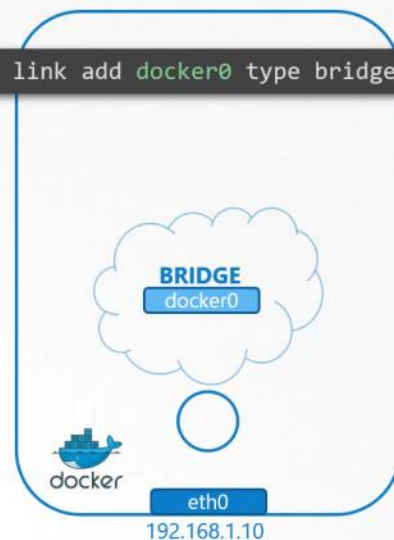 link add docker0 type bridge
BRIDGE
docker0
docker
eth0
192.168.1.10